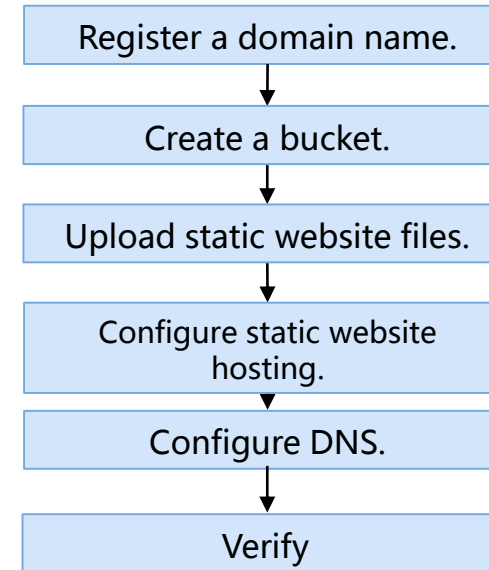 Register a domain name.
Create a bucket.
Upload static website files.
Configure static website
hosting.
Configure DNS.
Verify